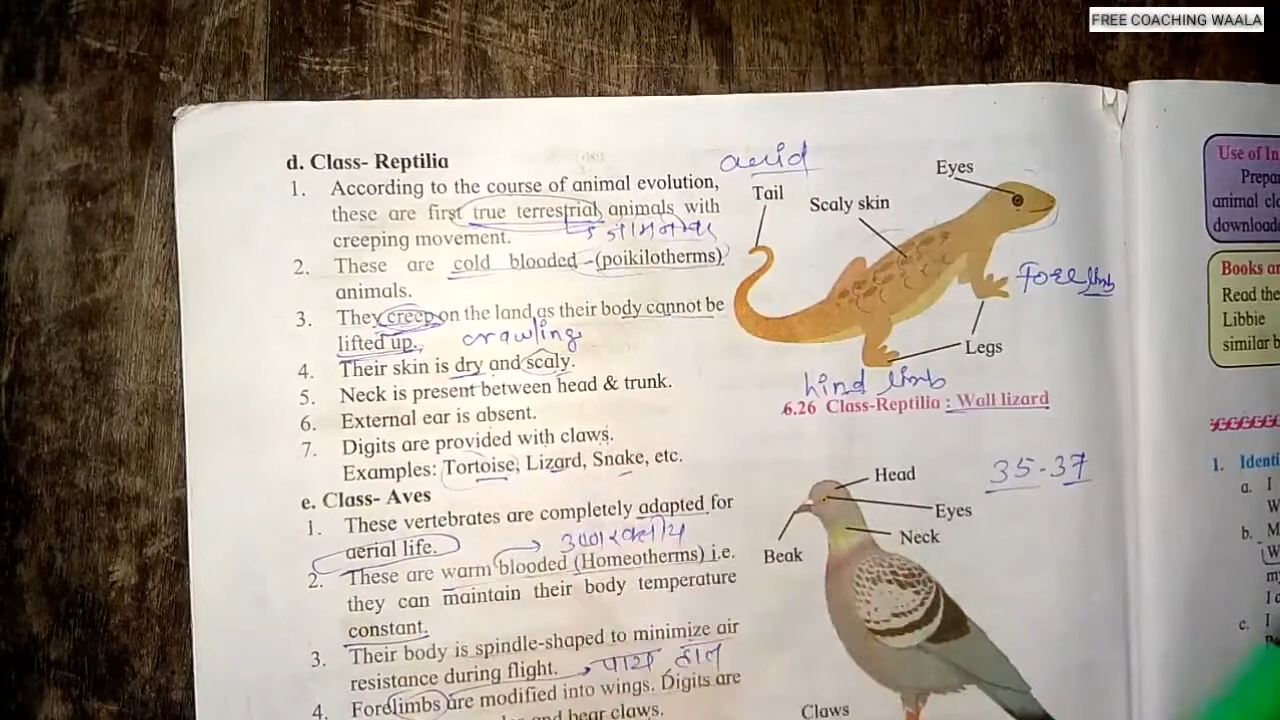 FREE COACHING WAALA
d. Class- Reptilia
1. According to the course of animal evolution,
these are first true terrestrial animals with
creeping movement.
2. These are cold blooded -(poikilotherms)
animals.
3. They creep on the land as their body cannot be
lifted up. crawling
4. Their skin is dry and scaly.
5. Neck is present between head & trunk.
6. External ear is absent.
7. Digits are provided with claws.
Examples: Tortoise, Lizard, Snake, etc.
e. Class- Aves
1. These vertebrates are completely adapted for
aerial life.
2. These are warm blooded (Homeotherms) i.e.
they can maintain their body temperature
constant.
3. Their body is spindle-shaped to minimize air
resistance during flight.
4. Forelimbs are modified into wings. Digits are
and bear claws.
Tail
Scaly skin
Eyes
Fore limb
Legs
hind limb
6.26 Class-Reptilia : Wall lizard
35-37
Head
Eyes
Neck
Beak
Claws
Use of In
Prepa
animal cl
download
Books a
Read the
Libbie
similar b
1. Identi
a. I
W
b. M
W
my
I
c. I